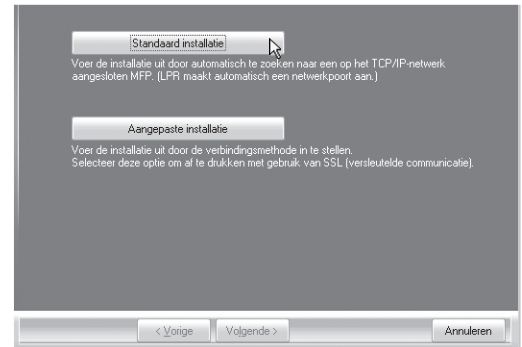 Standaard installatie
Voer de installatie uit door automatisch te zoeken naar een op het TCP/IP-netwerk
aangesloten MFP. (LPR maakt automatisch een netwerkpoort aan.)
Aangepaste installatie
Voer de installatie uit door de verbindingsmethode in te stellen.
Selecteer deze optie om af te drukken met gebruik van SSL (versleutelde communicatie).
< Vorige Volgende > Annuleren